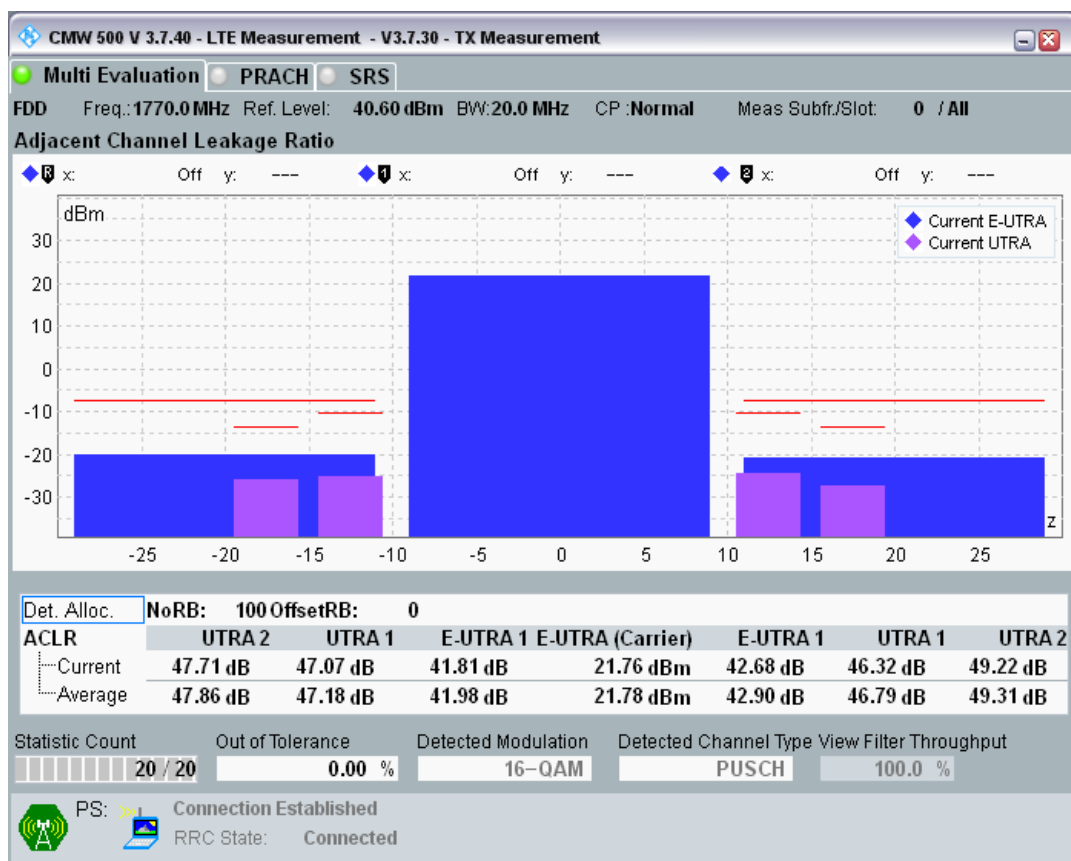 CMW 500 V 3.7.40 - LTE Measurement - V3.7.30 - TX Measurement
Multi Evaluation PRACH SRS
FDD Freq.: 1770.0 MHz Ref. Level: 40.60 dBm BW: 20.0 MHz CP : Normal Meas Subfr./Slot: 0 / All
Adjacent Channel Leakage Ratio
R x: Off y: --- 1 x: Off y: --- 2 x: Off y: ---
dBm
Current E-UTRA
Current UTRA
30
20
10
0
-10
-20
-30
z
-25 -20 -15 -10 -5 0 5 10 15 20 25
Det. Alloc. NoRB: 100 OffsetRB: 0
ACLR UTRA 2 UTRA 1 E-UTRA 1 E-UTRA (Carrier) E-UTRA 1 UTRA 1 UTRA 2
Current 47.71 dB 47.07 dB 41.81 dB 21.76 dBm 42.68 dB 46.32 dB 49.22 dB
Average 47.86 dB 47.18 dB 41.98 dB 21.78 dBm 42.90 dB 46.79 dB 49.31 dB
Statistic Count Out of Tolerance Detected Modulation Detected Channel Type View Filter Throughput
20 / 20 0.00 % 16-QAM PUSCH 100.0 %
PS: Connection Established
RRC State: Connected